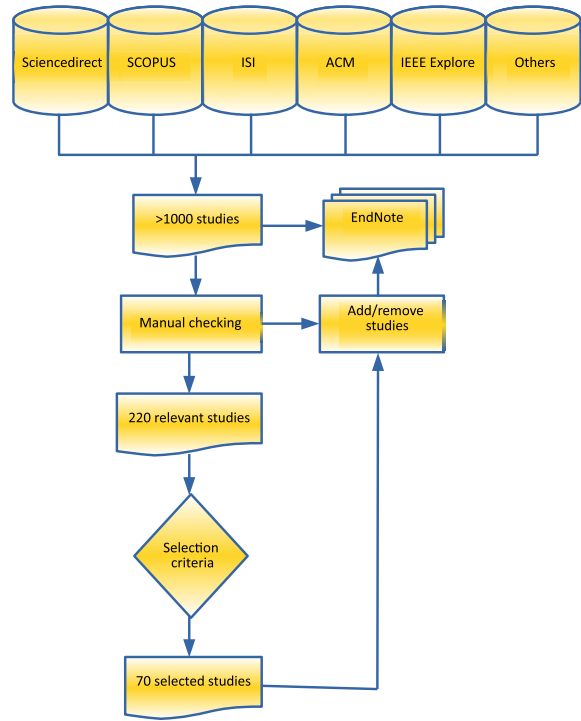 Sciencedirect
SCOPUS
ISI
ACM
IEEE Explore
Others
>1000 studies
EndNote
Manual checking
Add/remove
studies
220 relevant studies
Selection
criteria
70 selected studies